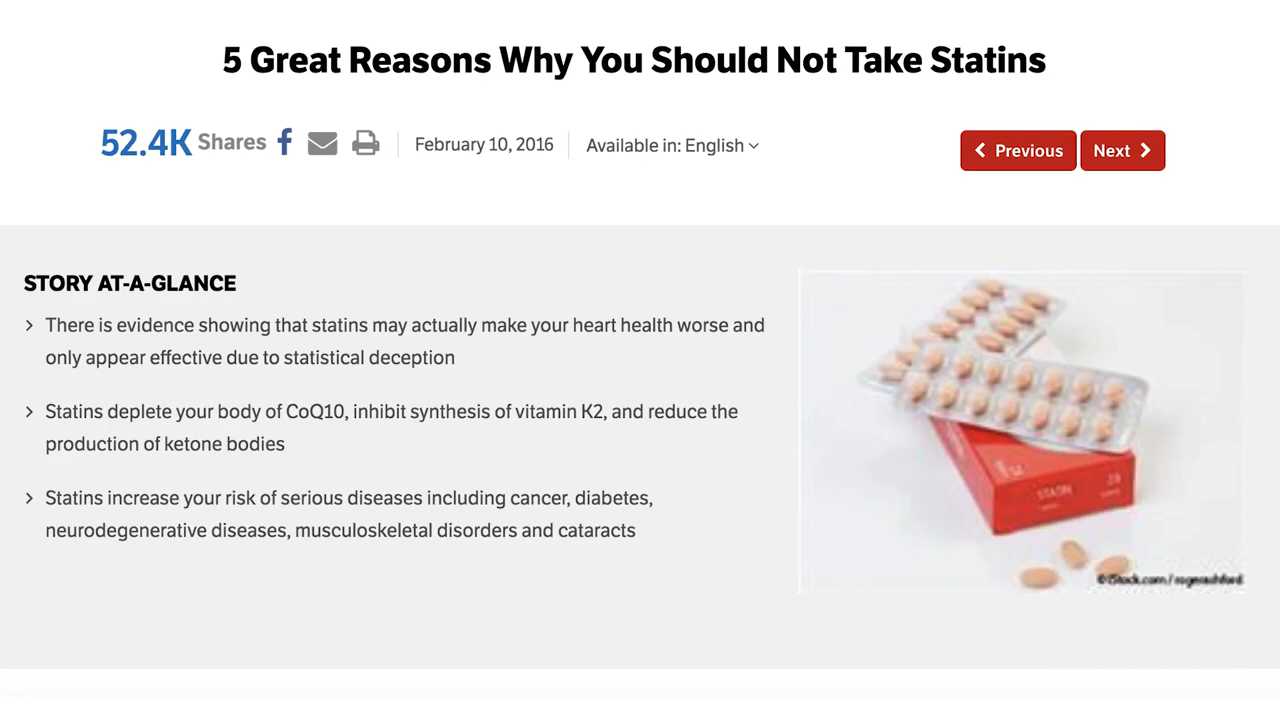 5 Great Reasons Why You Should Not Take Statins
52.4K Shares
February 10, 2016
Available in: English
Previous
Next
STORY AT-A-GLANCE
There is evidence showing that statins may actually make your heart health worse and
only appear effective due to statistical deception
Statins deplete your body of CoQ10, inhibit synthesis of vitamin K2, and reduce the
production of ketone bodies
Statins increase your risk of serious diseases including cancer, diabetes,
neurodegenerative diseases, musculoskeletal disorders and cataracts
©iStock.com/rogerashford